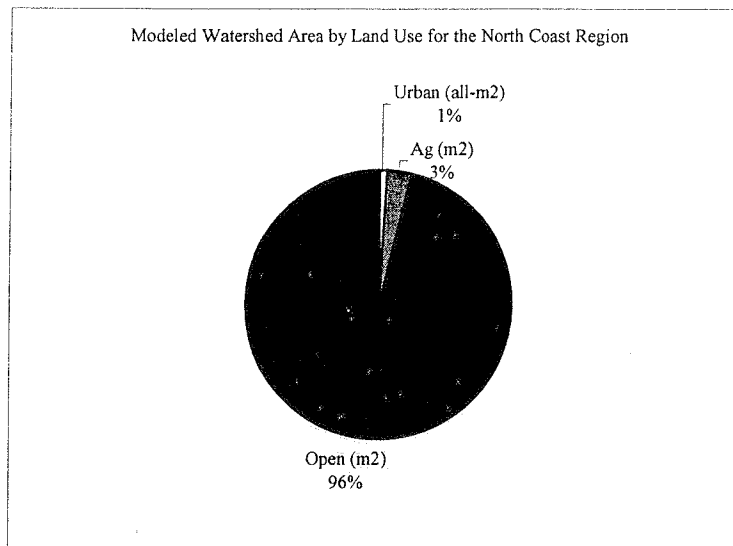 Modeled Watershed Area by Land Use for the North Coast Region
Urban (all-m2)
1%
Ag (m2)
3%
Open (m2)
96%